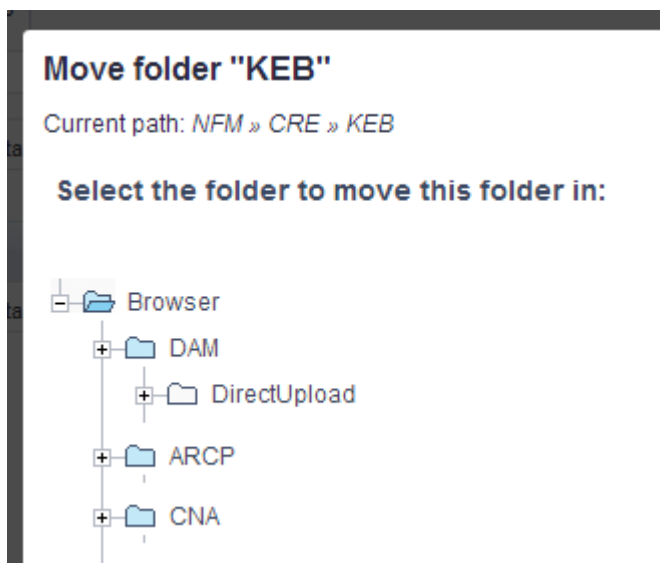 Move folder "KEB"
Current path: NFM » CRE » KEB
Select the folder to move this folder in:
Browser
DAM
DirectUpload
ARCP
CNA